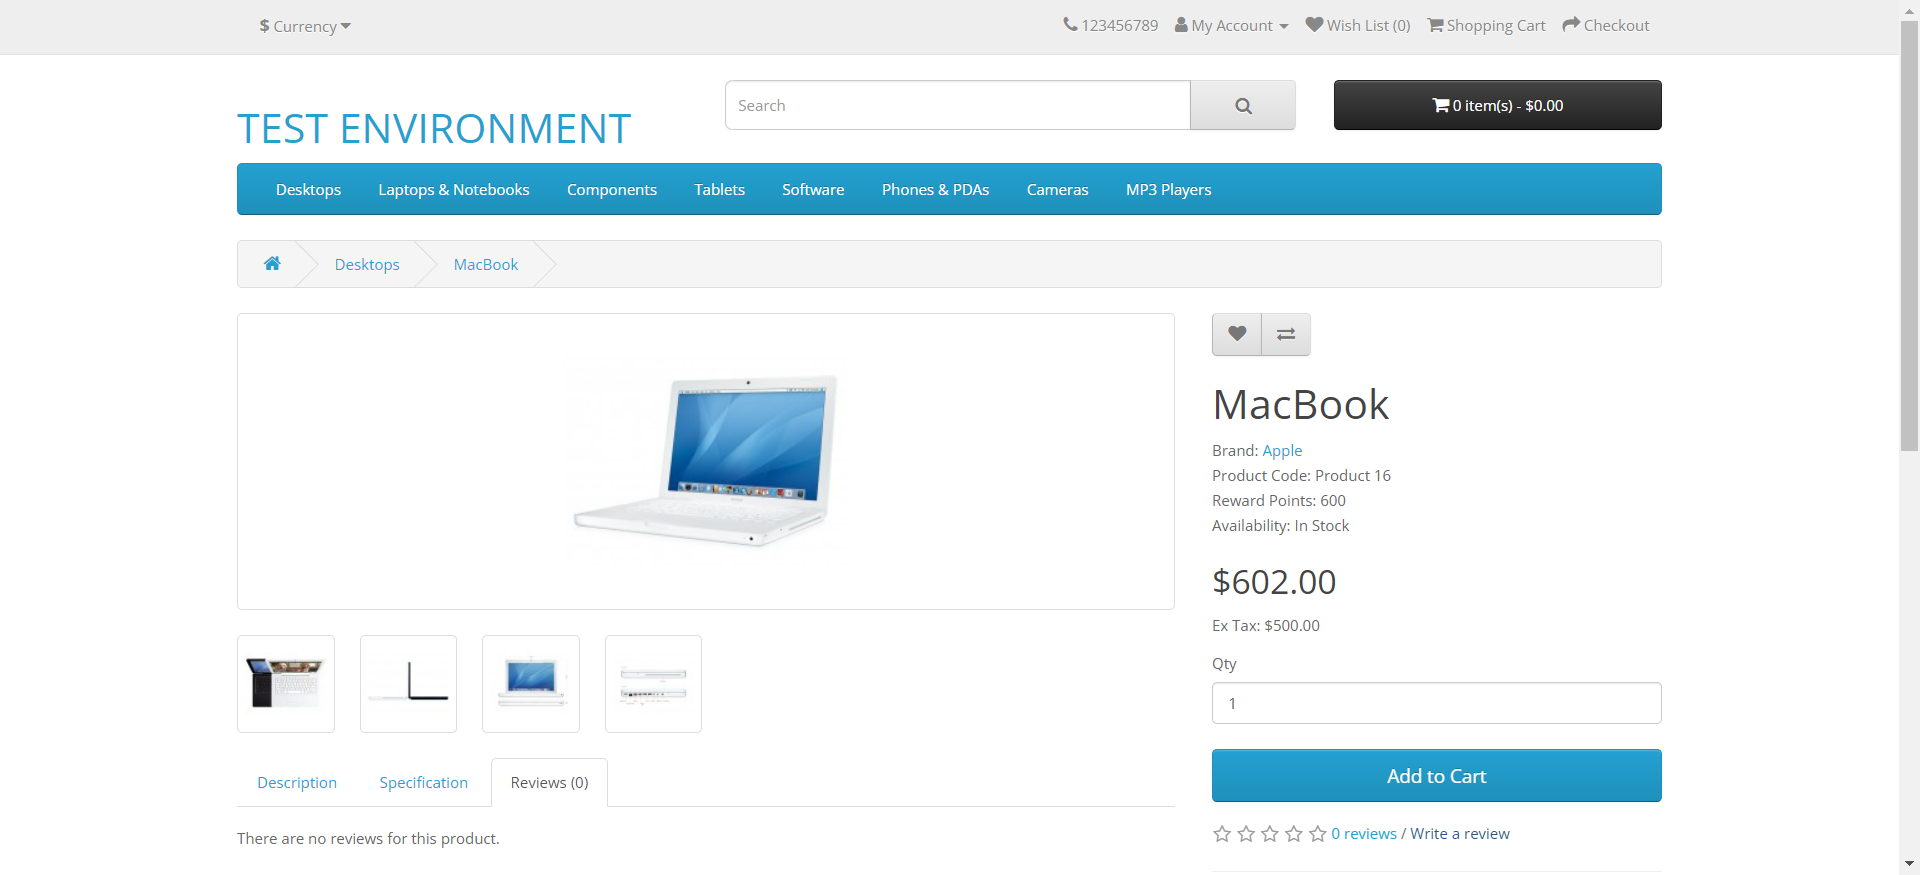 $ Currency
123456789 My Account Wish List (0) Shopping Cart Checkout
TEST ENVIRONMENT
Search
0 item(s) - $0.00
Desktops Laptops & Notebooks Components Tablets Software Phones & PDAs Cameras MP3 Players
Desktops MacBook
MacBook
Brand: Apple
Product Code: Product 16
Reward Points: 600
Availability: In Stock
$602.00
Ex Tax: $500.00
Qty
1
Add to Cart
0 reviews / Write a review
Description Specification Reviews (0)
There are no reviews for this product.